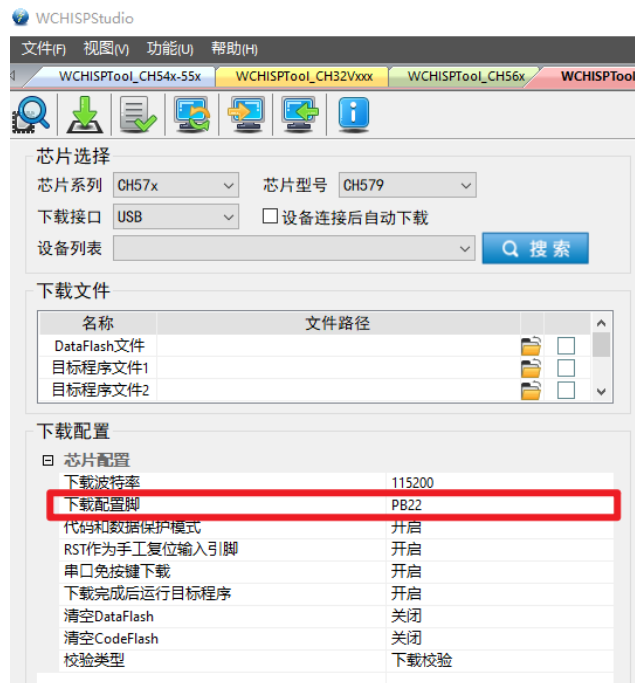 WCHISPStudio
文件(F) 视图(V) 功能(U) 帮助(H)
WCHISPTool_CH54x-55x WCHISPTool_CH32Vxxx WCHISPTool_CH56x WCHISPTool
芯片选择
芯片系列 CH57x 芯片型号 CH579
下载接口 USB 设备连接后自动下载
设备列表 搜索
下载文件
名称 文件路径
DataFlash文件
目标程序文件1
目标程序文件2
下载配置
芯片配置
下载波特率 115200
下载配置脚 PB22
代码和数据保护模式 开启
RST作为手工复位输入引脚 开启
串口免按键下载 开启
下载完成后运行目标程序 开启
清空DataFlash 关闭
清空CodeFlash 关闭
校验类型 下载校验